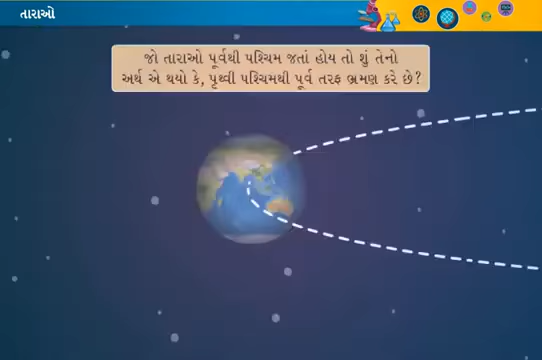 તારાઓ
જો તારાઓ પૂર્વથી પશ્ચિમ જતાં હોય તો શું તેનો
અર્થ એ થયો કે, પૃથ્વી પશ્ચિમથી પૂર્વ તરફ ભ્રમણ કરે છે?